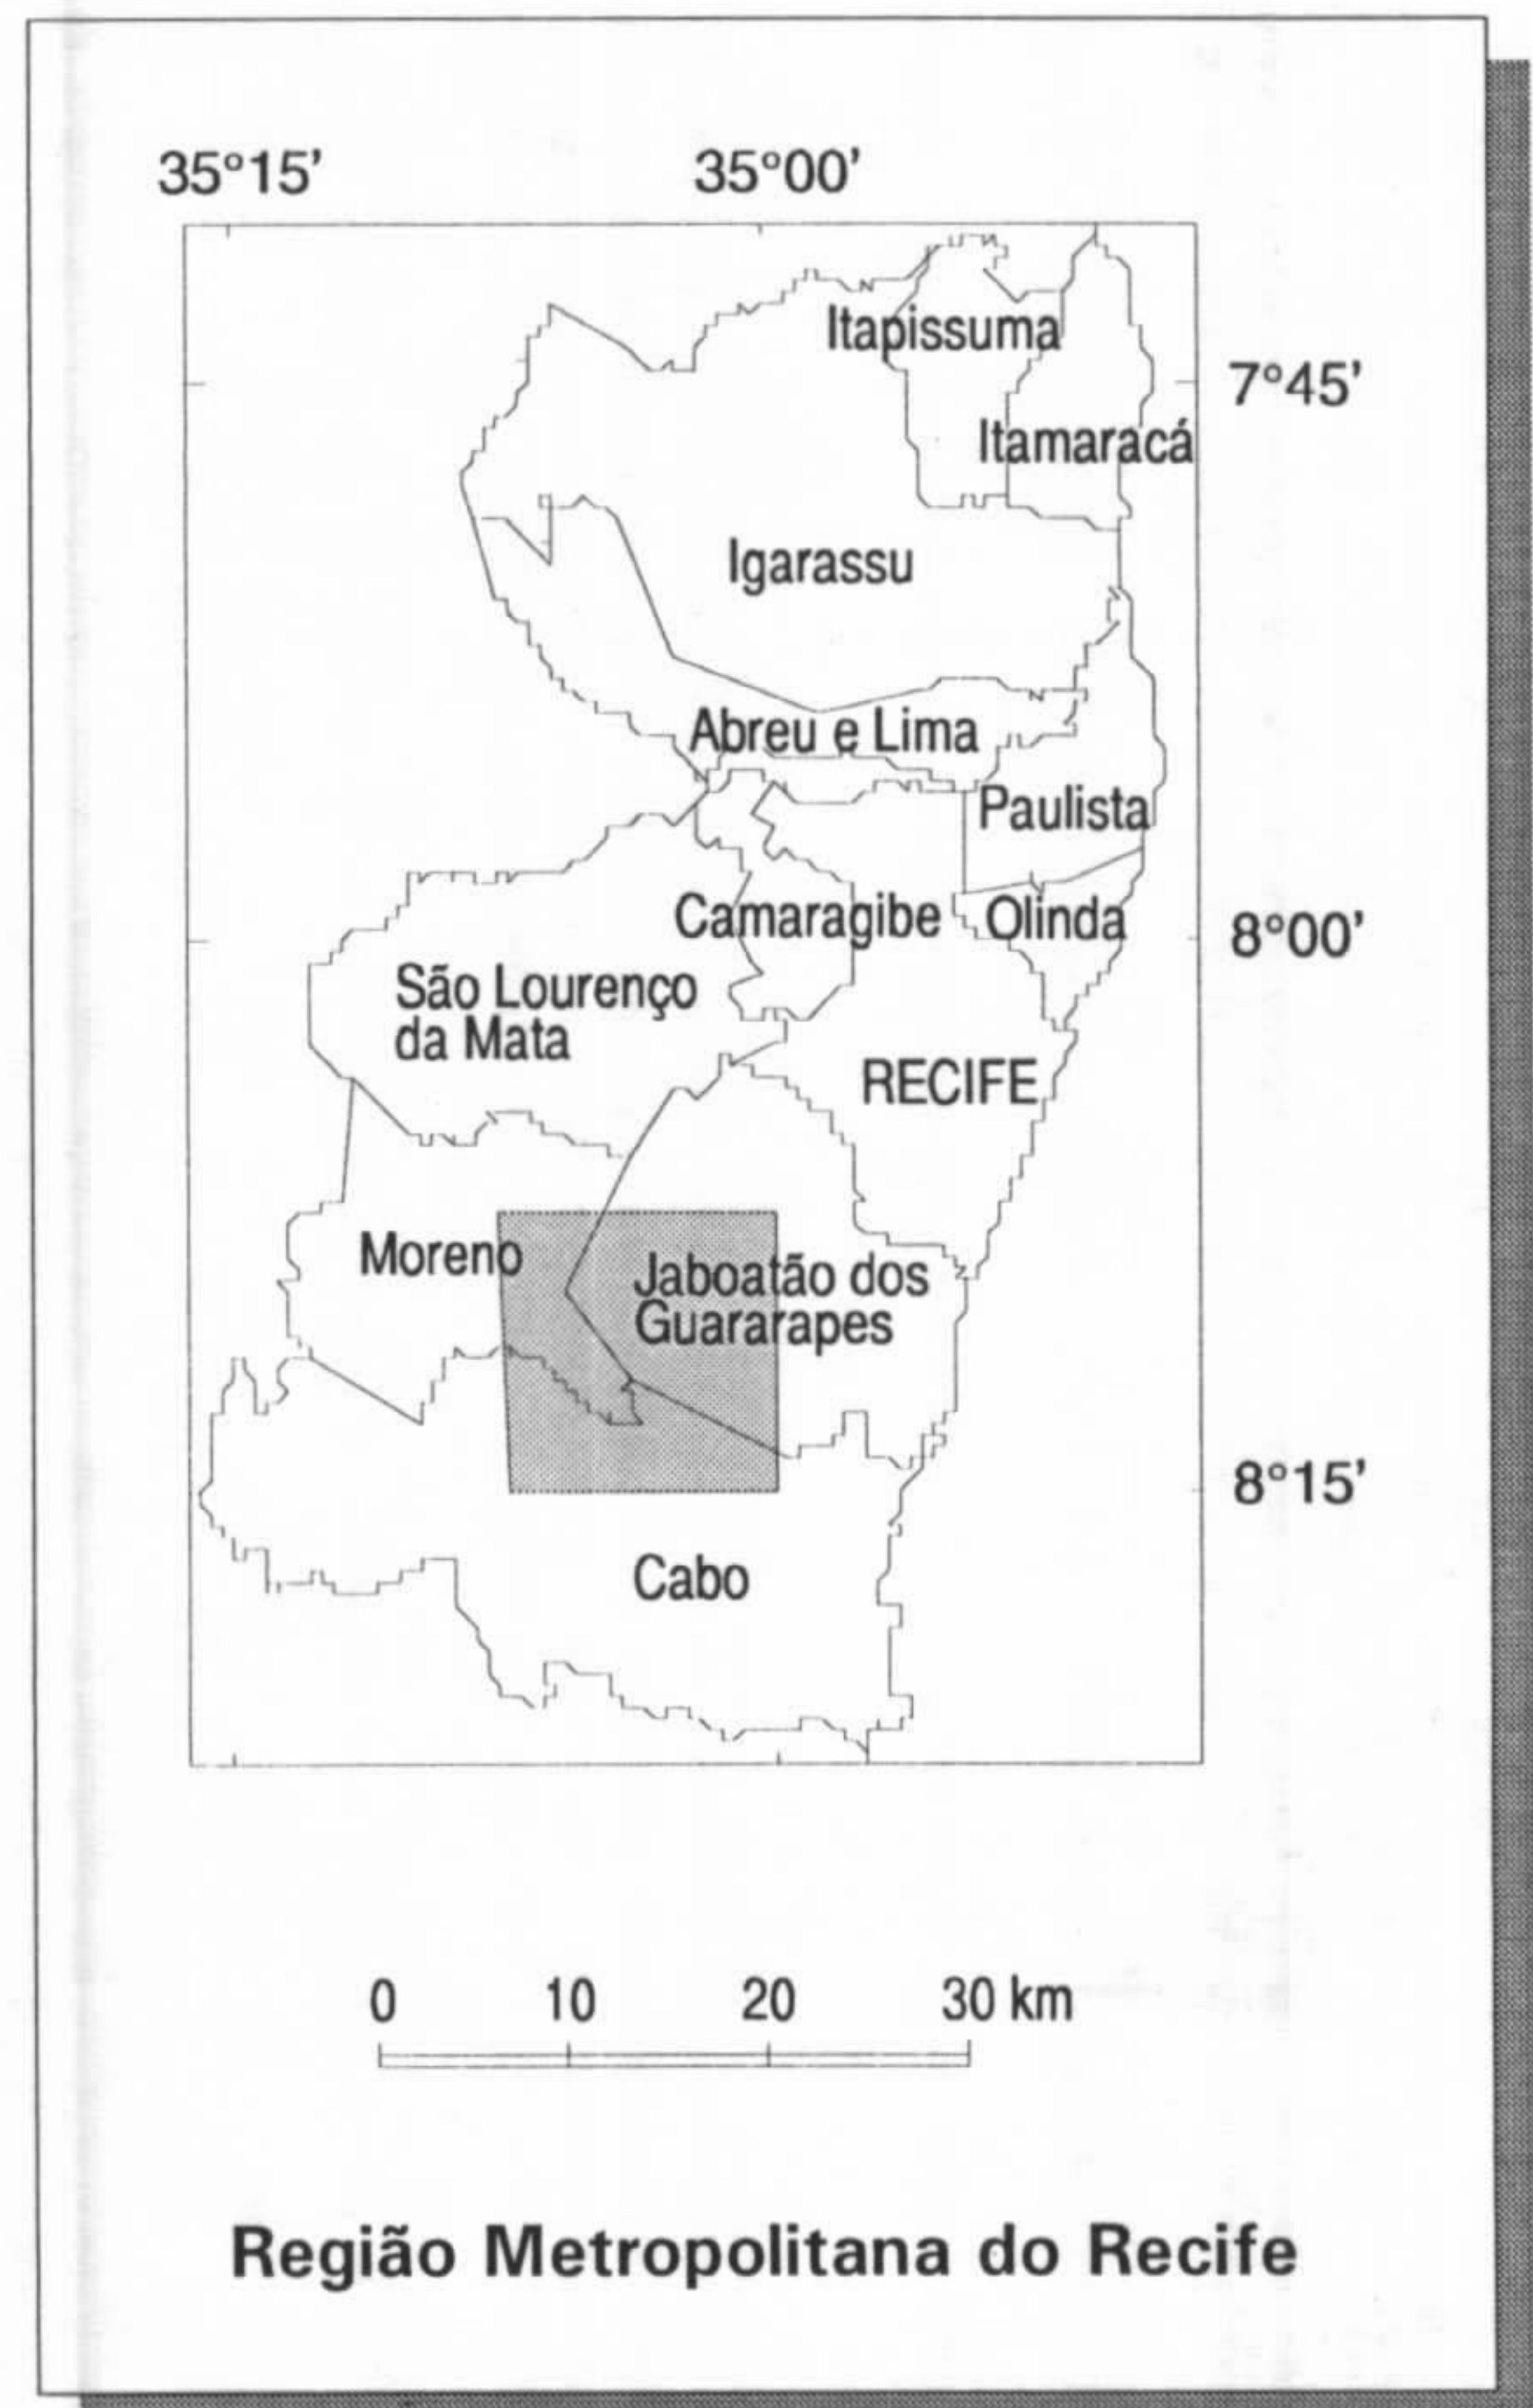 35°15' 35°00'
Itapissuma
7°45'
Itamaracá
Igarassu
Abreu e Lima
Paulista
Camaragibe
Olinda
8°00'
São Lourenço
da Mata
RECIFE
Moreno
Jaboatão dos
Guararapes
8°15'
Cabo
0 10 20 30 km
Região Metropolitana do Recife